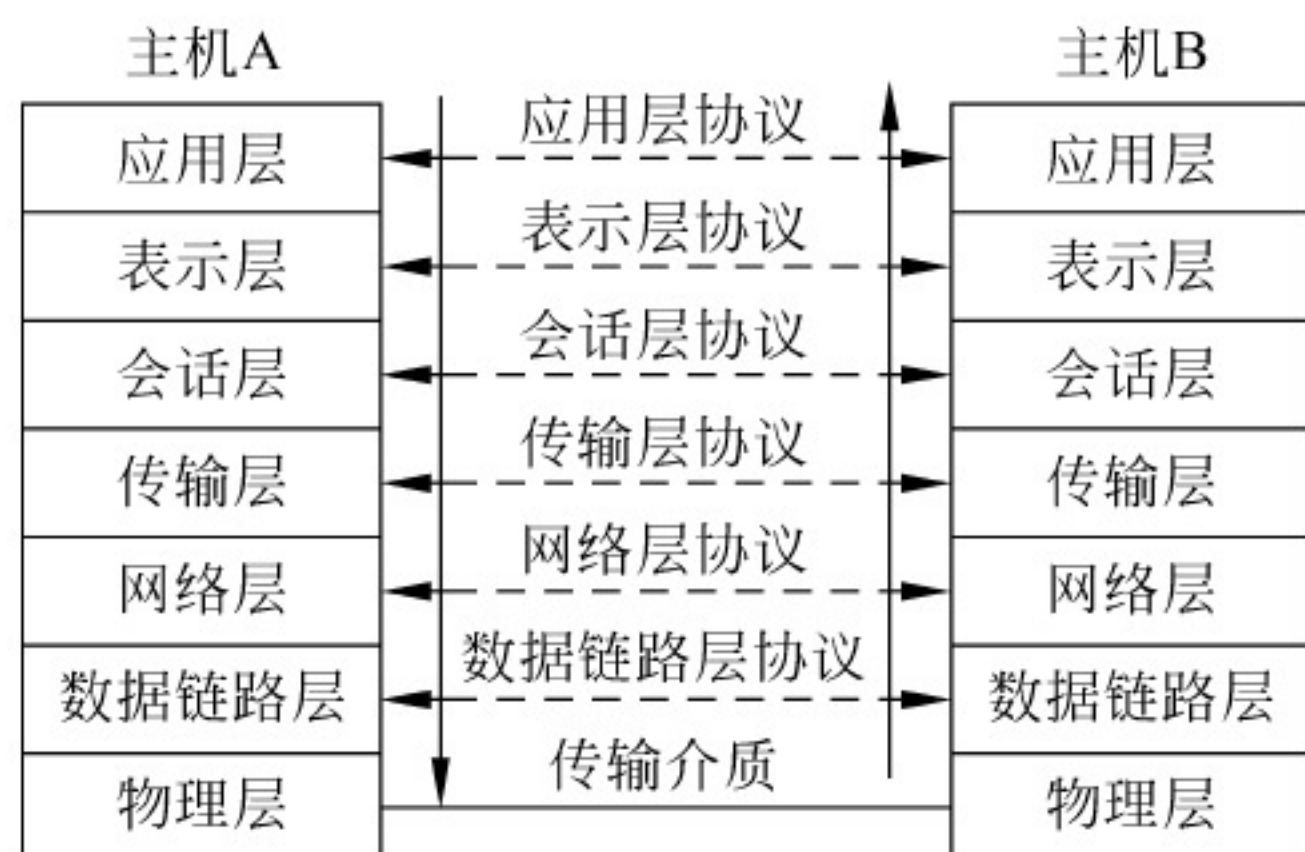 主机A
主机B
应用层
应用层协议
应用层
表示层
表示层协议
表示层
会话层
会话层协议
会话层
传输层
传输层协议
传输层
网络层
网络层协议
网络层
数据链路层
数据链路层协议
数据链路层
物理层
传输介质
物理层